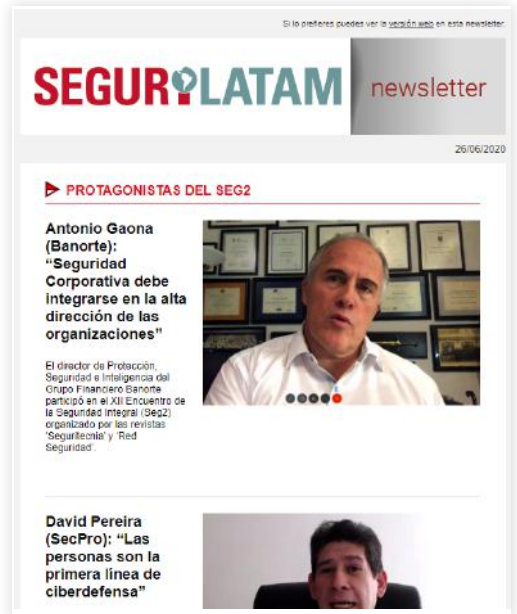 Si lo prefieres puedes ver la versión web en esta newsletter.
SEGURILATAM
newsletter
26/06/2020
PROTAGONISTAS DEL SEG2
Antonio Gaona
(Banorte):
“Seguridad
Corporativa debe
integrarse en la alta
dirección de las
organizaciones”
El director de Protección,
Seguridad e Inteligencia del
Grupo Financiero Banorte
participó en el XII Encuentro de
la Seguridad Integral (Seg2)
organizado por las revistas
'Seguritecnia' y 'Red
Seguridad'.
David Pereira
(SecPro): “Las
personas son la
primera línea de
ciberdefensa”